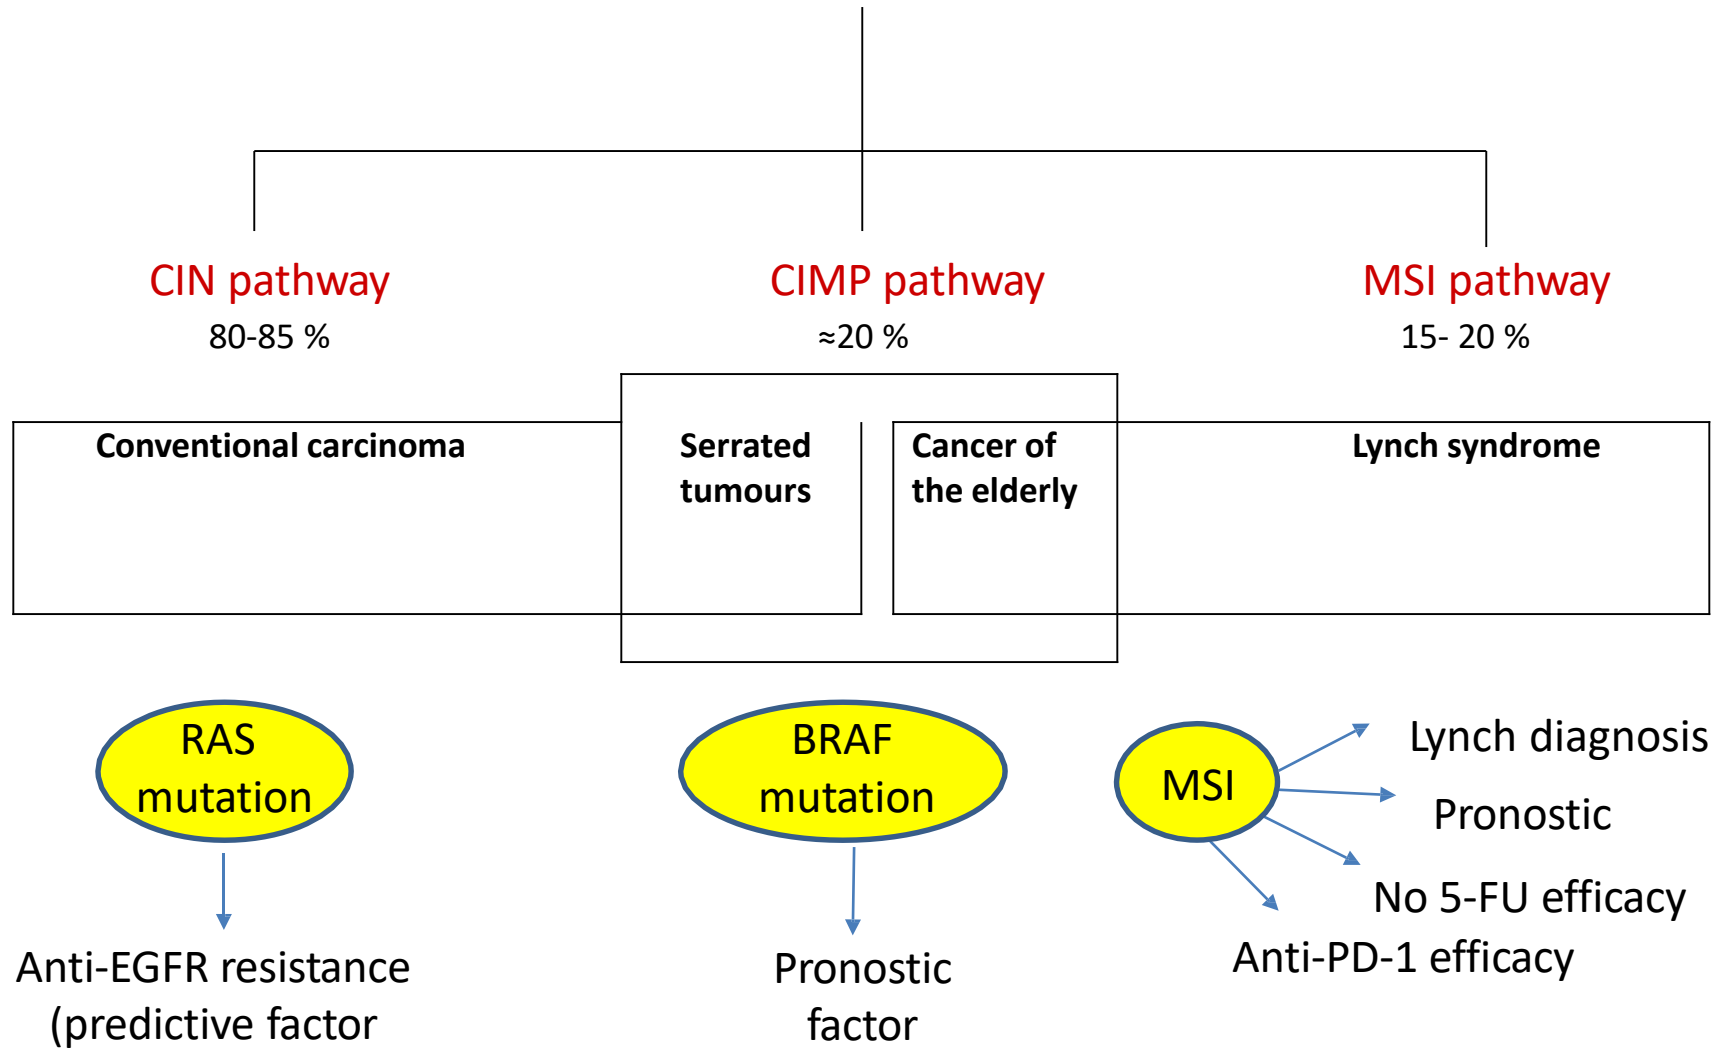 CIN pathway
80-85 %
CIMP pathway
≈20 %
MSI pathway
15- 20 %
Conventional carcinoma
Serrated
tumours
Cancer of
the elderly
Lynch syndrome
RAS
mutation
BRAF
mutation
MSI
Lynch diagnosis
Pronostic
No 5-FU efficacy
Anti-PD-1 efficacy
Anti-EGFR resistance
(predictive factor
Pronostic
factor